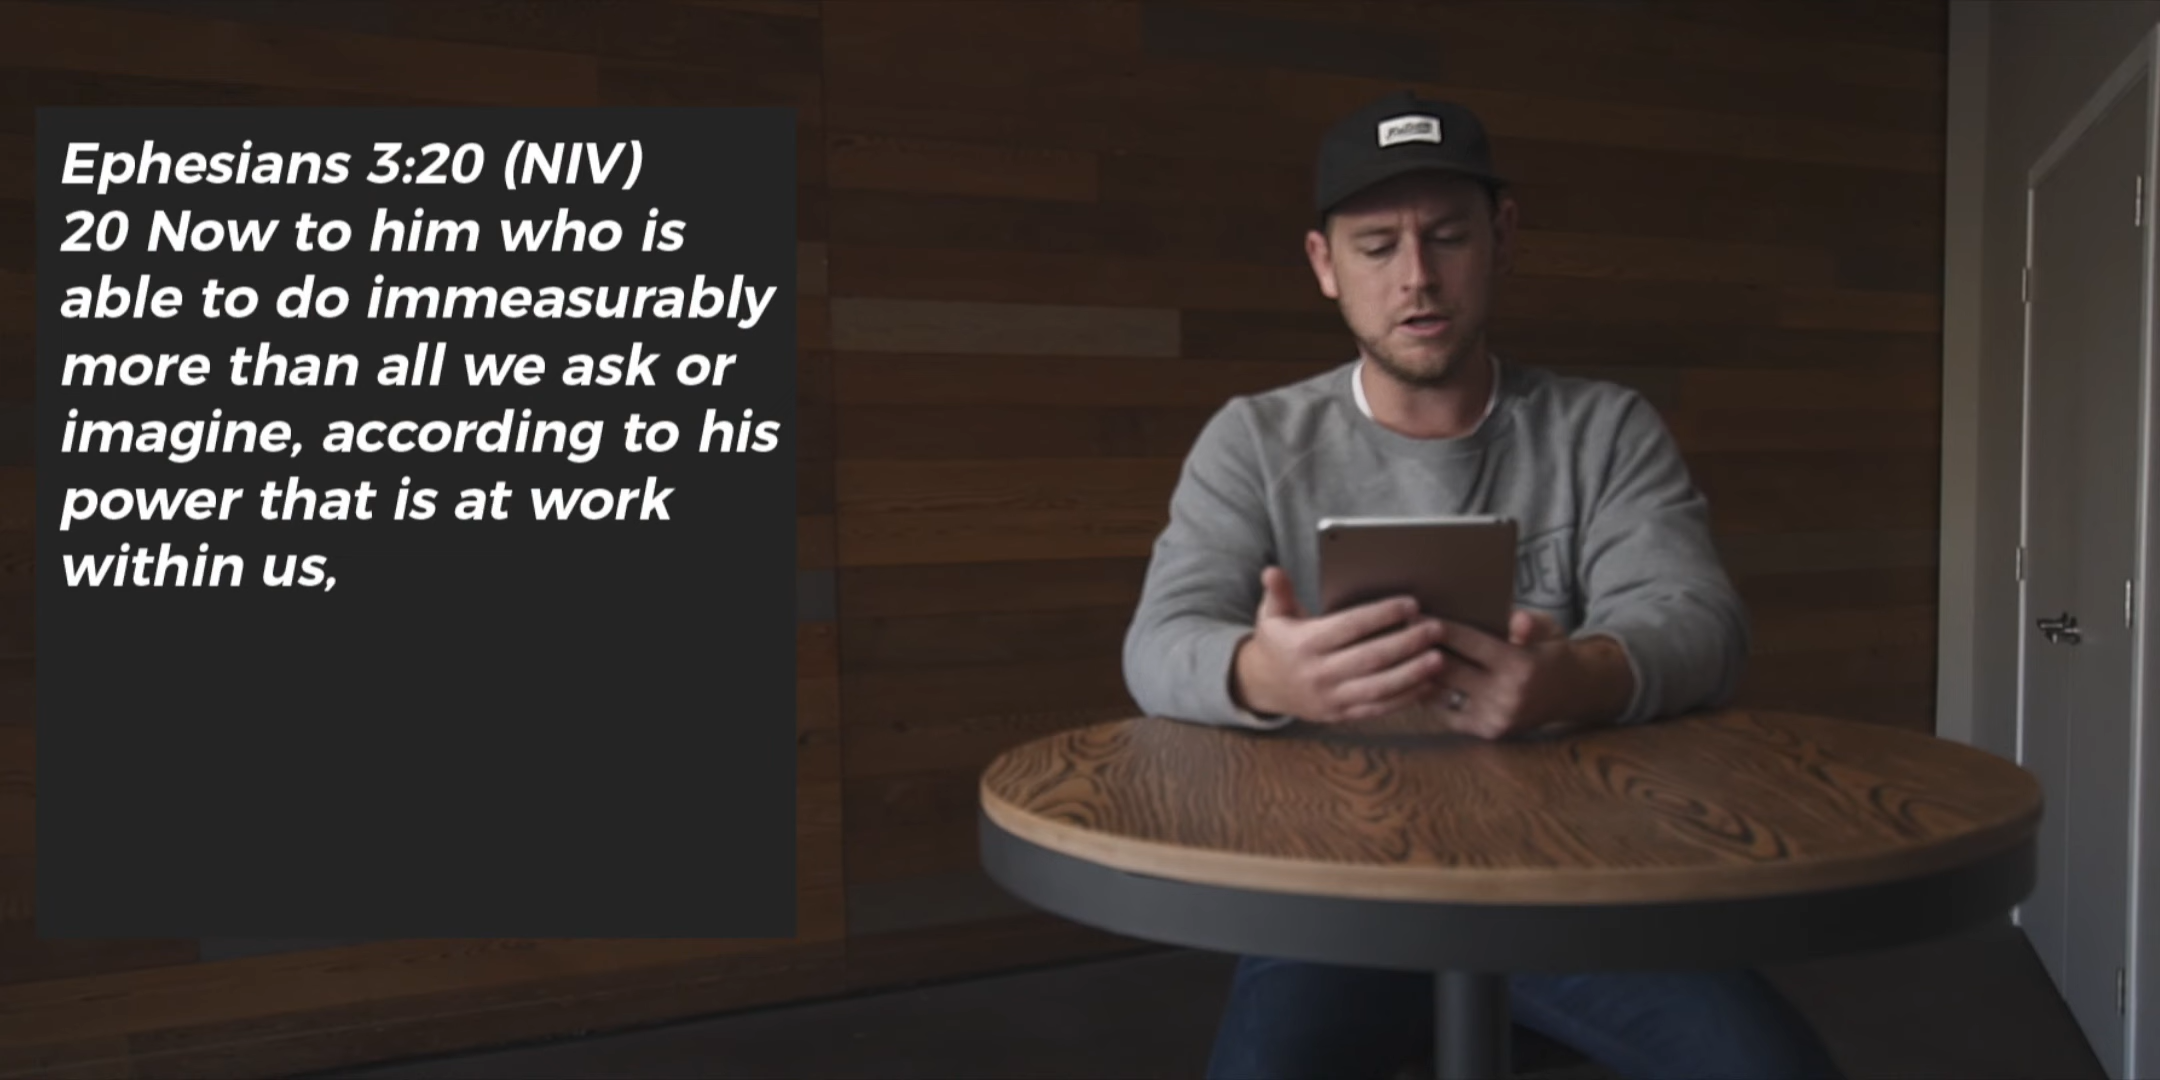 Ephesians 3:20 (NIV)
20 Now to him who is
able to do immeasurably
more than all we ask or
imagine, according to his
power that is at work
within us,